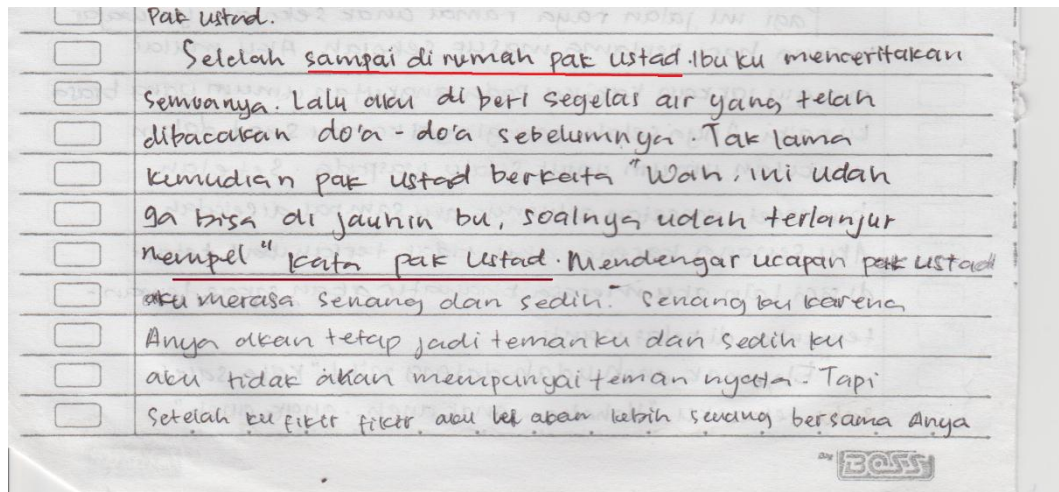 Pak ustad.
Setelah sampai di rumah pak ustad. Ibu ku menceritakan
semuanya. Lalu aku di beri segelas air yang telah
dibacakan do'a - do'a sebelumnya Tak lama
kemudian pak ustad berkata "Wah, ini udah
ga bisa di jauhin bu, soalnya udah terlanjur
nempel" kata pak ustad. Mendengar ucapan pak ustad
aku merasa senang dan sedih. Senang ku karena
Anya akan tetap jadi temanku dan sedih ku
aku tidak akan mempunyai teman nyata. Tapi
setelah ku fikir fikir aku akan lebih senang bersama Anya
BOSS